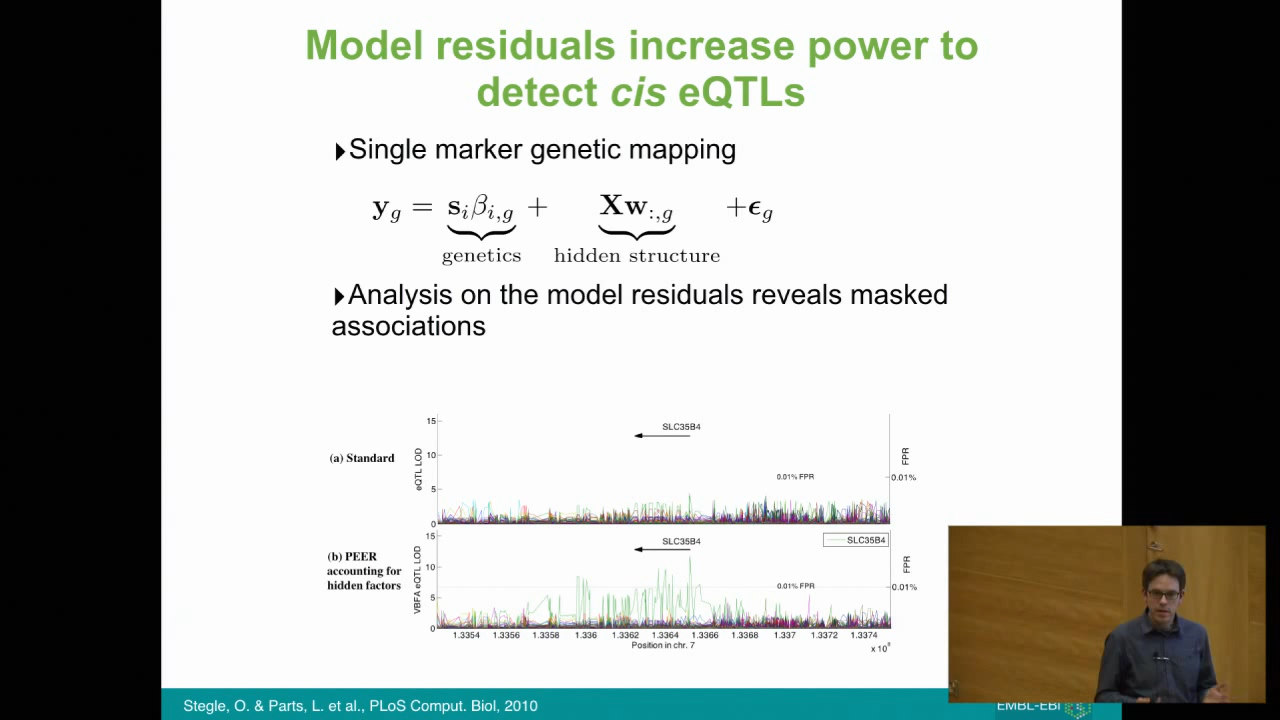 Model residuals increase power to
detect cis eQTLs
▶Single marker genetic mapping
y_g = s_iβ_{i,g} + Xw_{:,g} +ϵ_g
genetics hidden structure
▶Analysis on the model residuals reveals masked
associations
(a) Standard
eQTL LOD
15
10
5
0
SLC35B4
0.01% FPR
FPR
0.01%
(b) PEER
accounting for
hidden factors
VBFA eQTL LOD
15
10
5
0
SLC35B4
SLC35B4
0.01% FPR
FPR
0.01%
1.3354 1.3356 1.3358 1.336 1.3362 1.3364 1.3366 1.3368 1.337 1.3372 1.3374
Position in chr. 7
x 10⁸
Stegle, O. & Parts, L. et al., PLoS Comput. Biol, 2010
EMBL-EBI